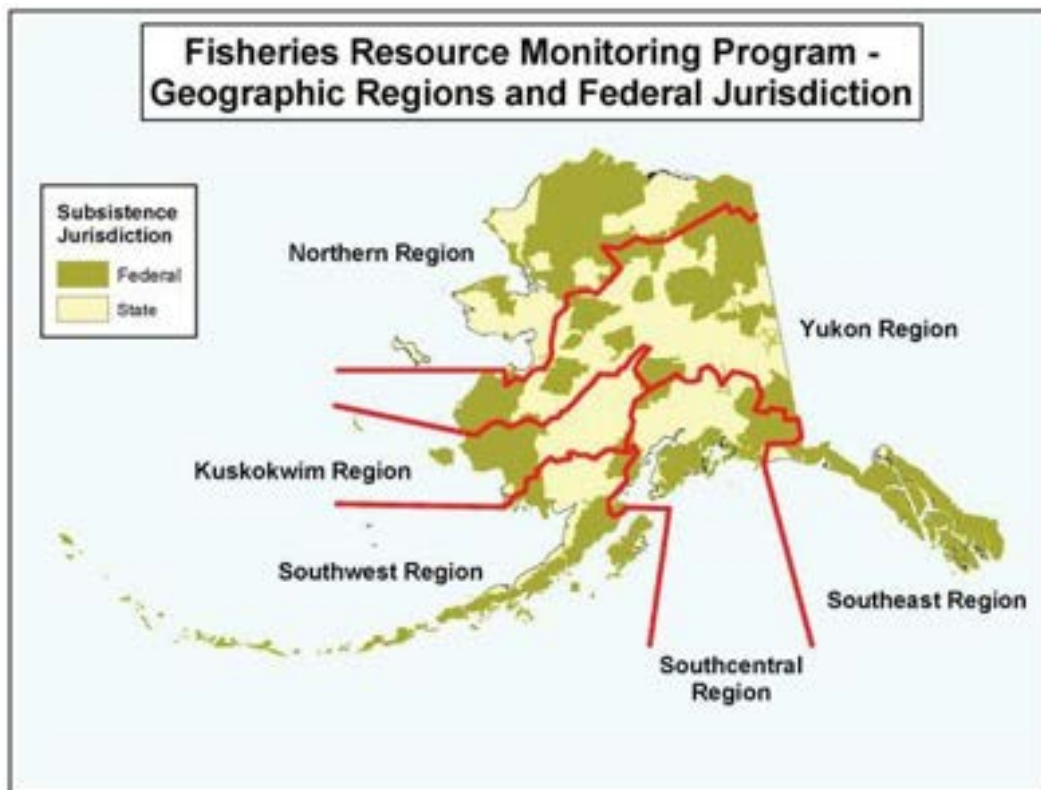 Fisheries Resource Monitoring Program -
Geographic Regions and Federal Jurisdiction
Subsistence
Jurisdiction
Federal
State
Northern Region
Yukon Region
Kuskokwim Region
Southwest Region
Southeast Region
Southcentral
Region